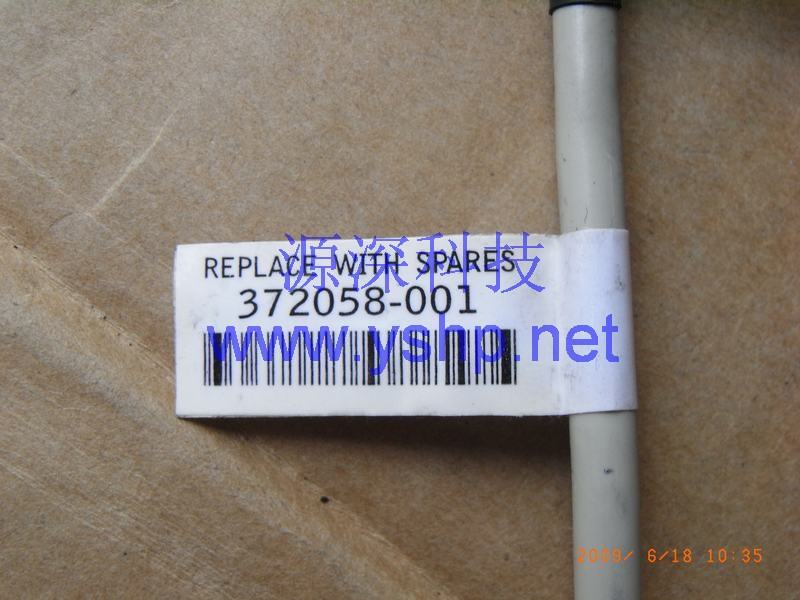 源深科技
REPLACE WITH SPARES
372058-001
www.yshp.net
2009/ 6/18 10:35